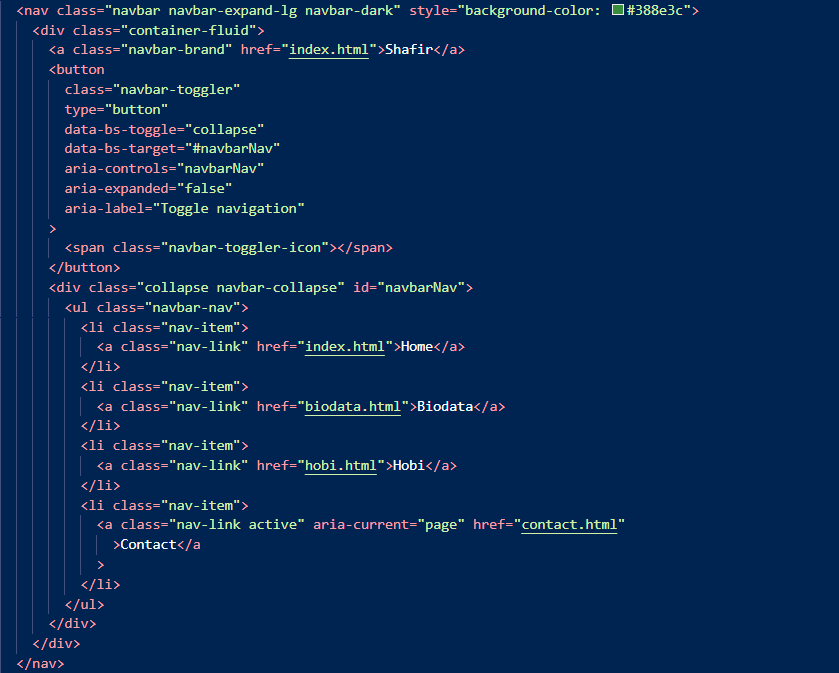 <nav class="navbar navbar-expand-lg navbar-dark" style="background-color: #388e3c">
  <div class="container-fluid">
    <a class="navbar-brand" href="index.html">Shafir</a>
    <button
      class="navbar-toggler"
      type="button"
      data-bs-toggle="collapse"
      data-bs-target="#navbarNav"
      aria-controls="navbarNav"
      aria-expanded="false"
      aria-label="Toggle navigation"
    >
      <span class="navbar-toggler-icon"></span>
    </button>
    <div class="collapse navbar-collapse" id="navbarNav">
      <ul class="navbar-nav">
        <li class="nav-item">
          <a class="nav-link" href="index.html">Home</a>
        </li>
        <li class="nav-item">
          <a class="nav-link" href="biodata.html">Biodata</a>
        </li>
        <li class="nav-item">
          <a class="nav-link" href="hobi.html">Hobi</a>
        </li>
        <li class="nav-item">
          <a class="nav-link active" aria-current="page" href="contact.html"
            >Contact</a
          >
        </li>
      </ul>
    </div>
  </div>
</nav>